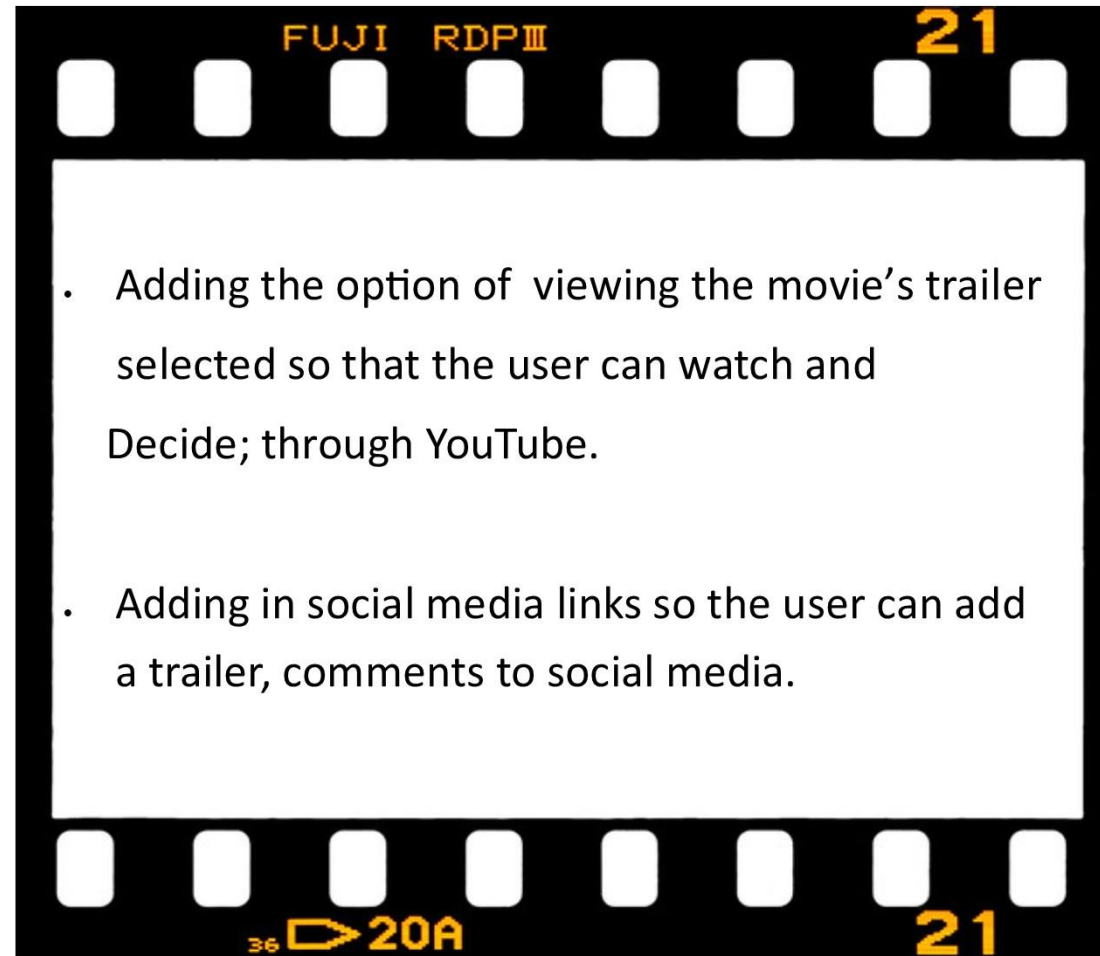 FUJI RDPIII 21
. Adding the option of viewing the movie’s trailer
selected so that the user can watch and
Decide; through YouTube.
. Adding in social media links so the user can add
a trailer, comments to social media.
36 20A 21